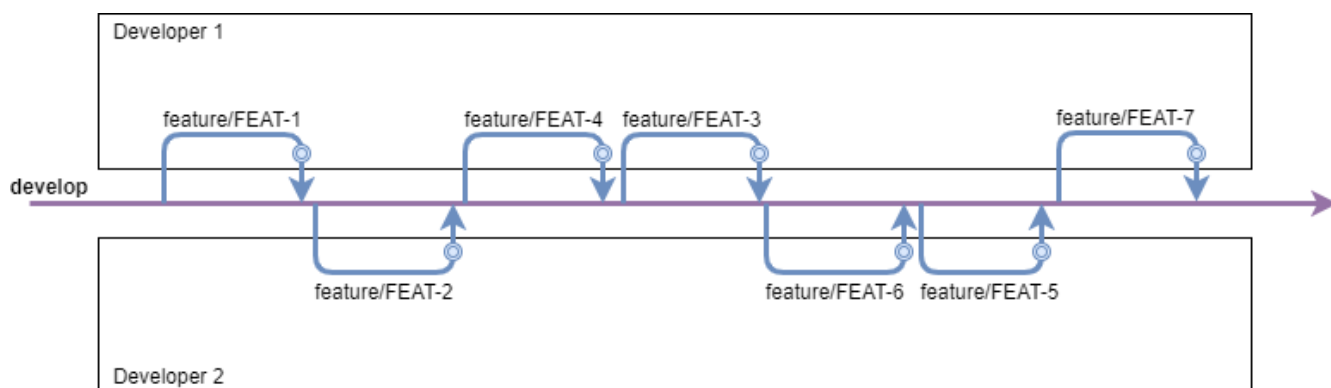 Developer 1
feature/FEAT-1
feature/FEAT-4
feature/FEAT-3
feature/FEAT-7
develop
feature/FEAT-2
feature/FEAT-6
feature/FEAT-5
Developer 2